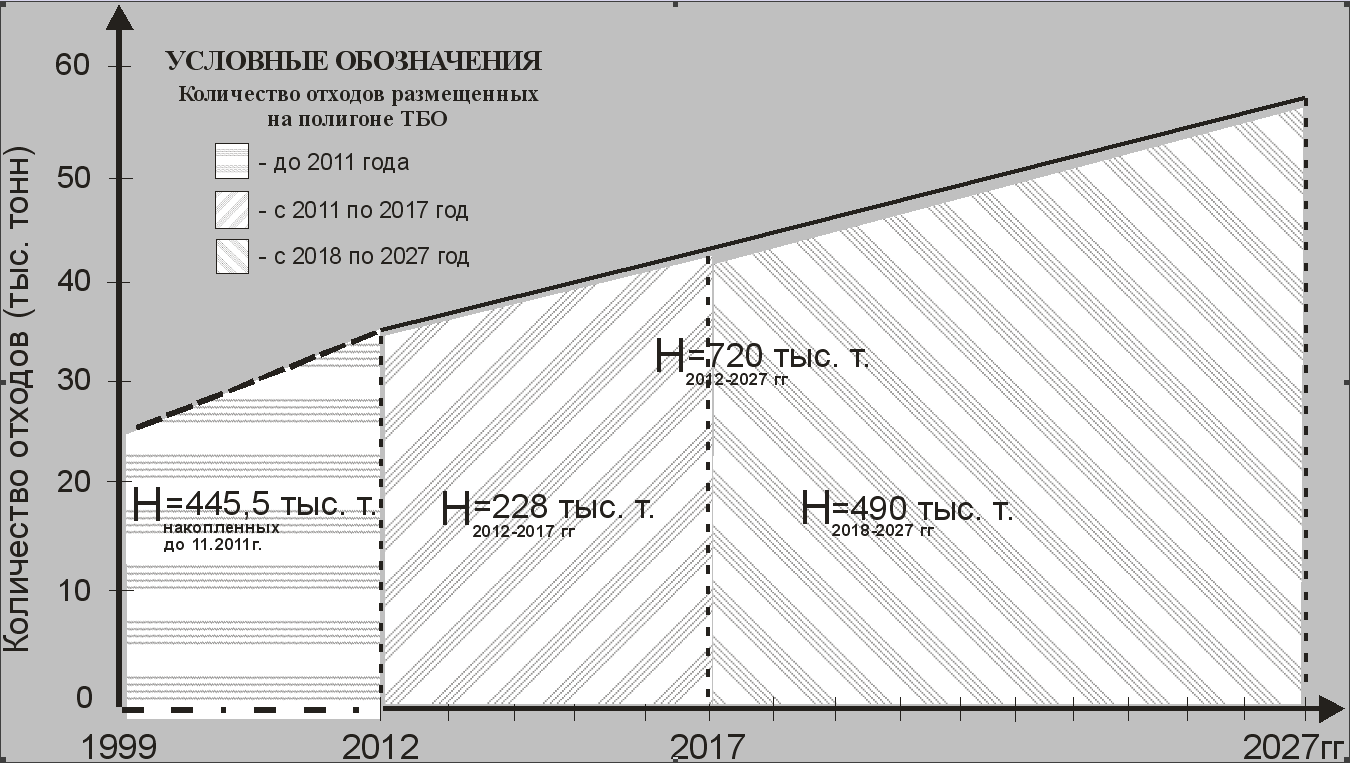 УСЛОВНЫЕ ОБОЗНАЧЕНИЯ
Количество отходов размещенных
на полигоне ТБО
- до 2011 года
- с 2011 по 2017 год
- с 2018 по 2027 год
Количество отходов (тыс. тонн)
60
50
40
30
20
10
0
H=720 тыс. т.
2012-2027 гг
H=445,5 тыс. т.
накопленных
до 11.2011г.
H=228 тыс. т.
2012-2017 гг
H=490 тыс. т.
2018-2027 гг
1999 2012 2017 2027гг